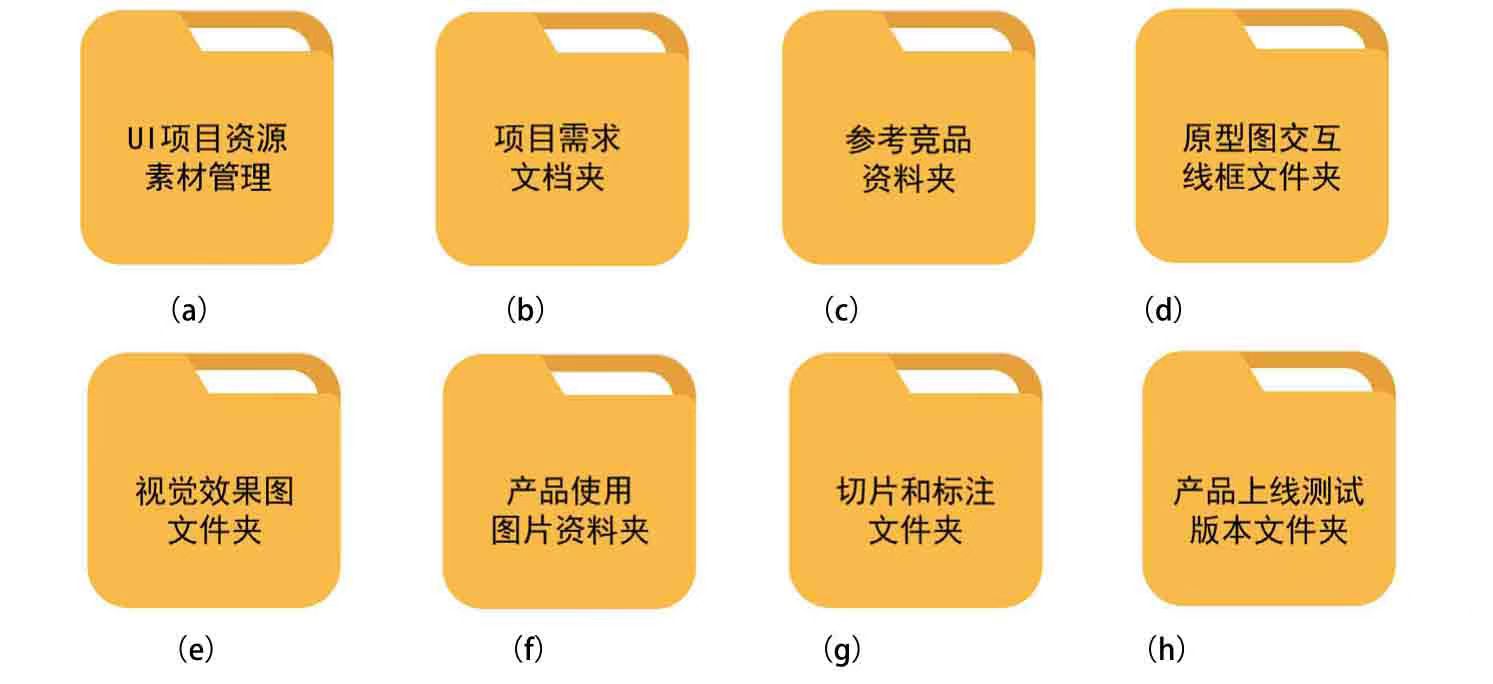 UI项目资源
素材管理
项目需求
文档夹
参考竞品
资料夹
原型图交互
线框文件夹
(a)
(b)
(c)
(d)
视觉效果图
文件夹
产品使用
图片资料夹
切片和标注
文件夹
产品上线测试
版本文件夹
(e)
(f)
(g)
(h)